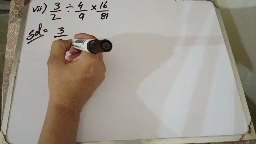 vii) 3/2 ÷ 4/9 × 16/81
Sol= 3